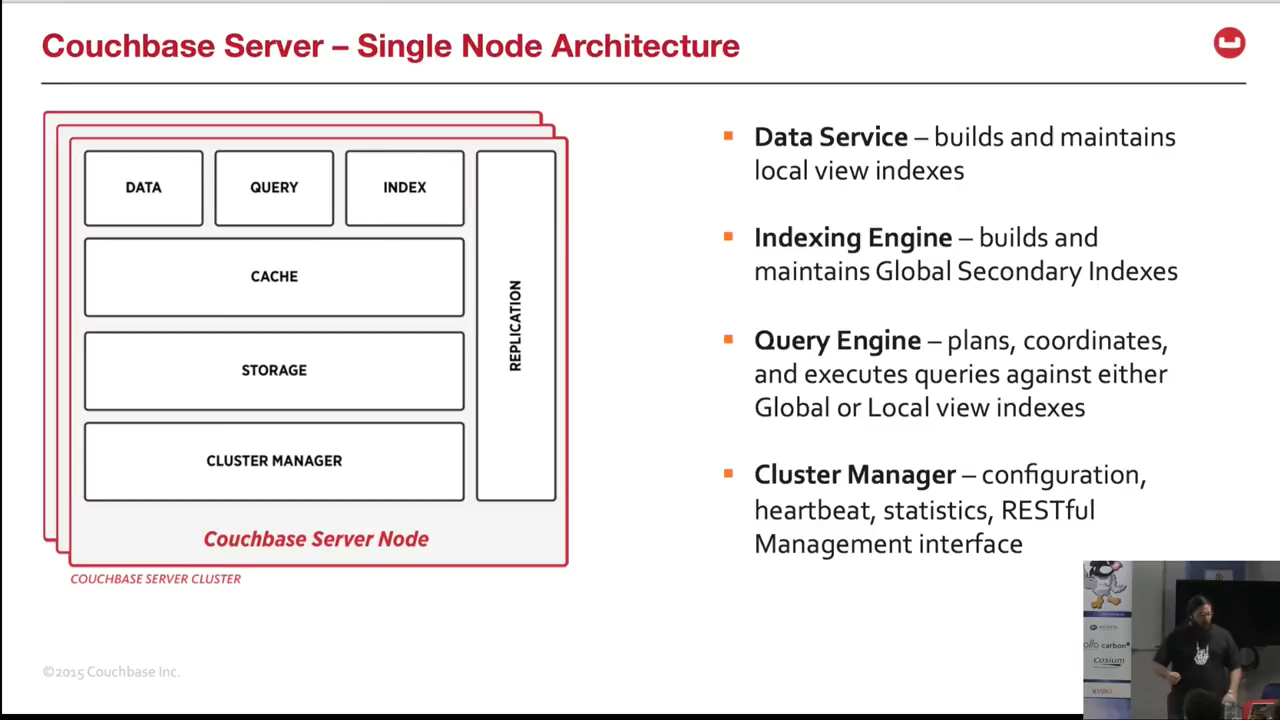 Couchbase Server – Single Node Architecture
DATA
QUERY
INDEX
CACHE
STORAGE
CLUSTER MANAGER
REPLICATION
Couchbase Server Node
COUCHBASE SERVER CLUSTER
Data Service – builds and maintains
local view indexes
Indexing Engine – builds and
maintains Global Secondary Indexes
Query Engine – plans, coordinates,
and executes queries against either
Global or Local view indexes
Cluster Manager – configuration,
heartbeat, statistics, RESTful
Management interface
©2015 Couchbase Inc.
carbon
Cosium
XWIKI